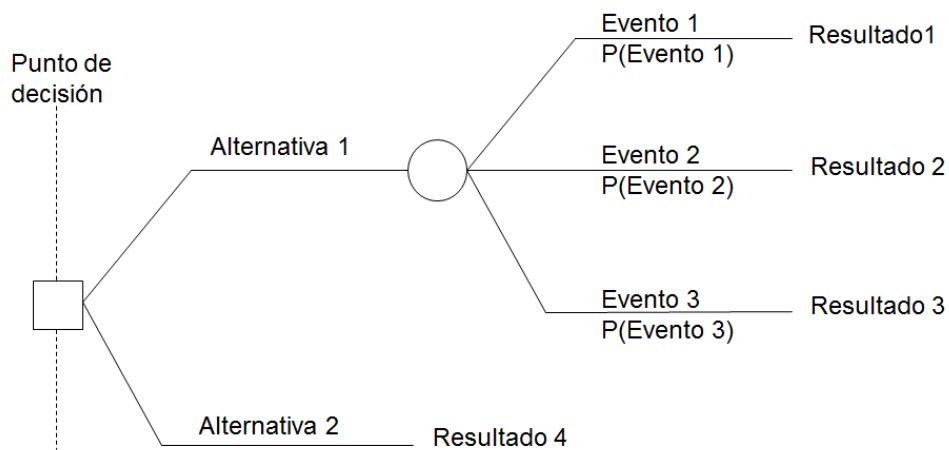 Punto de
decisión
Alternativa 1
Evento 1
P(Evento 1)
Resultado1
Evento 2
P(Evento 2)
Resultado 2
Evento 3
P(Evento 3)
Resultado 3
Alternativa 2
Resultado 4